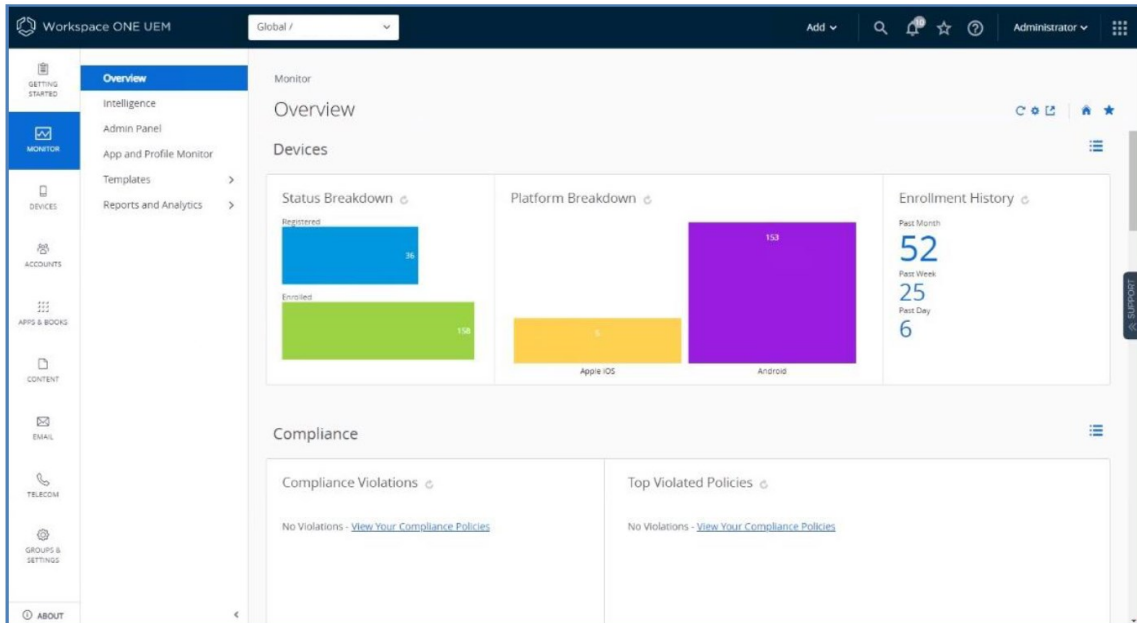 Workspace ONE UEM
Global /
Add
10
Administrator
GETTING STARTED
MONITOR
DEVICES
ACCOUNTS
APPS & BOOKS
CONTENT
EMAIL
TELECOM
GROUPS & SETTINGS
ABOUT
Overview
Intelligence
Admin Panel
App and Profile Monitor
Templates
Reports and Analytics
Monitor
Overview
Devices
Status Breakdown
Registered
36
Enrolled
158
Platform Breakdown
5
Apple iOS
153
Android
Enrollment History
Past Month
52
Past Week
25
Past Day
6
SUPPORT
Compliance
Compliance Violations
No Violations - View Your Compliance Policies
Top Violated Policies
No Violations - View Your Compliance Policies